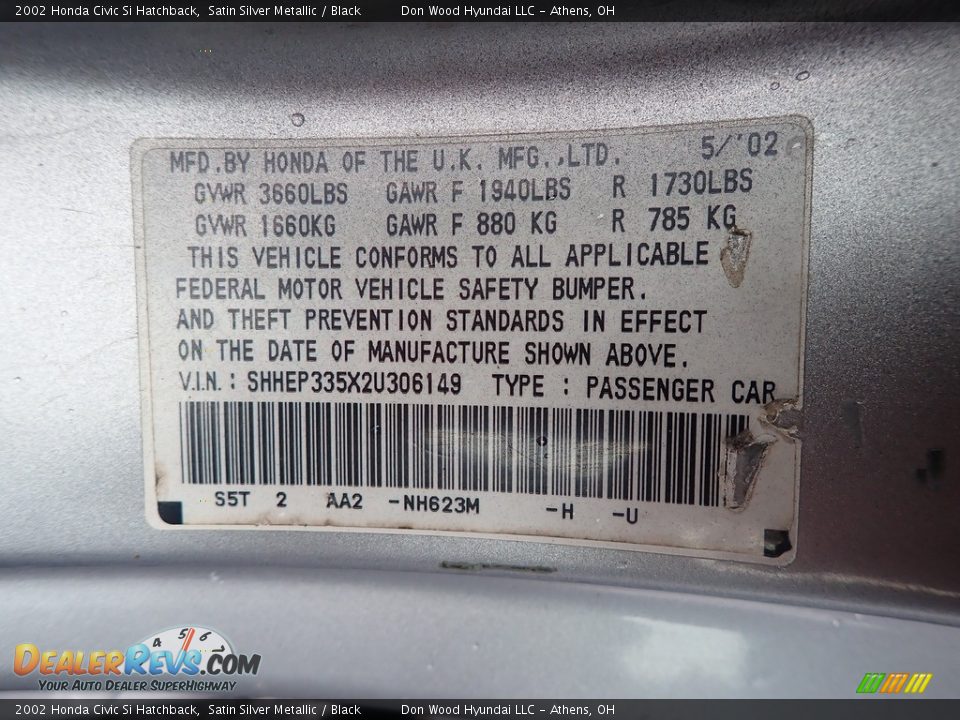 2002 Honda Civic Si Hatchback, Satin Silver Metallic / Black Don Wood Hyundai LLC - Athens, OH
MFD.BY HONDA OF THE U.K. MFG.,LTD. 5/'02
GVWR 3660LBS GAWR F 1940LBS R 1730LBS
GVWR 1660KG GAWR F 880 KG R 785 KG
THIS VEHICLE CONFORMS TO ALL APPLICABLE
FEDERAL MOTOR VEHICLE SAFETY BUMPER.
AND THEFT PREVENTION STANDARDS IN EFFECT
ON THE DATE OF MANUFACTURE SHOWN ABOVE.
V.I.N.: SHHEP335X2U306149 TYPE : PASSENGER CAR
S5T 2 AA2 -NH623M -H -U
4 5 6
DealerRevs.com
Your Auto Dealer SuperHighway
2002 Honda Civic Si Hatchback, Satin Silver Metallic / Black Don Wood Hyundai LLC - Athens, OH